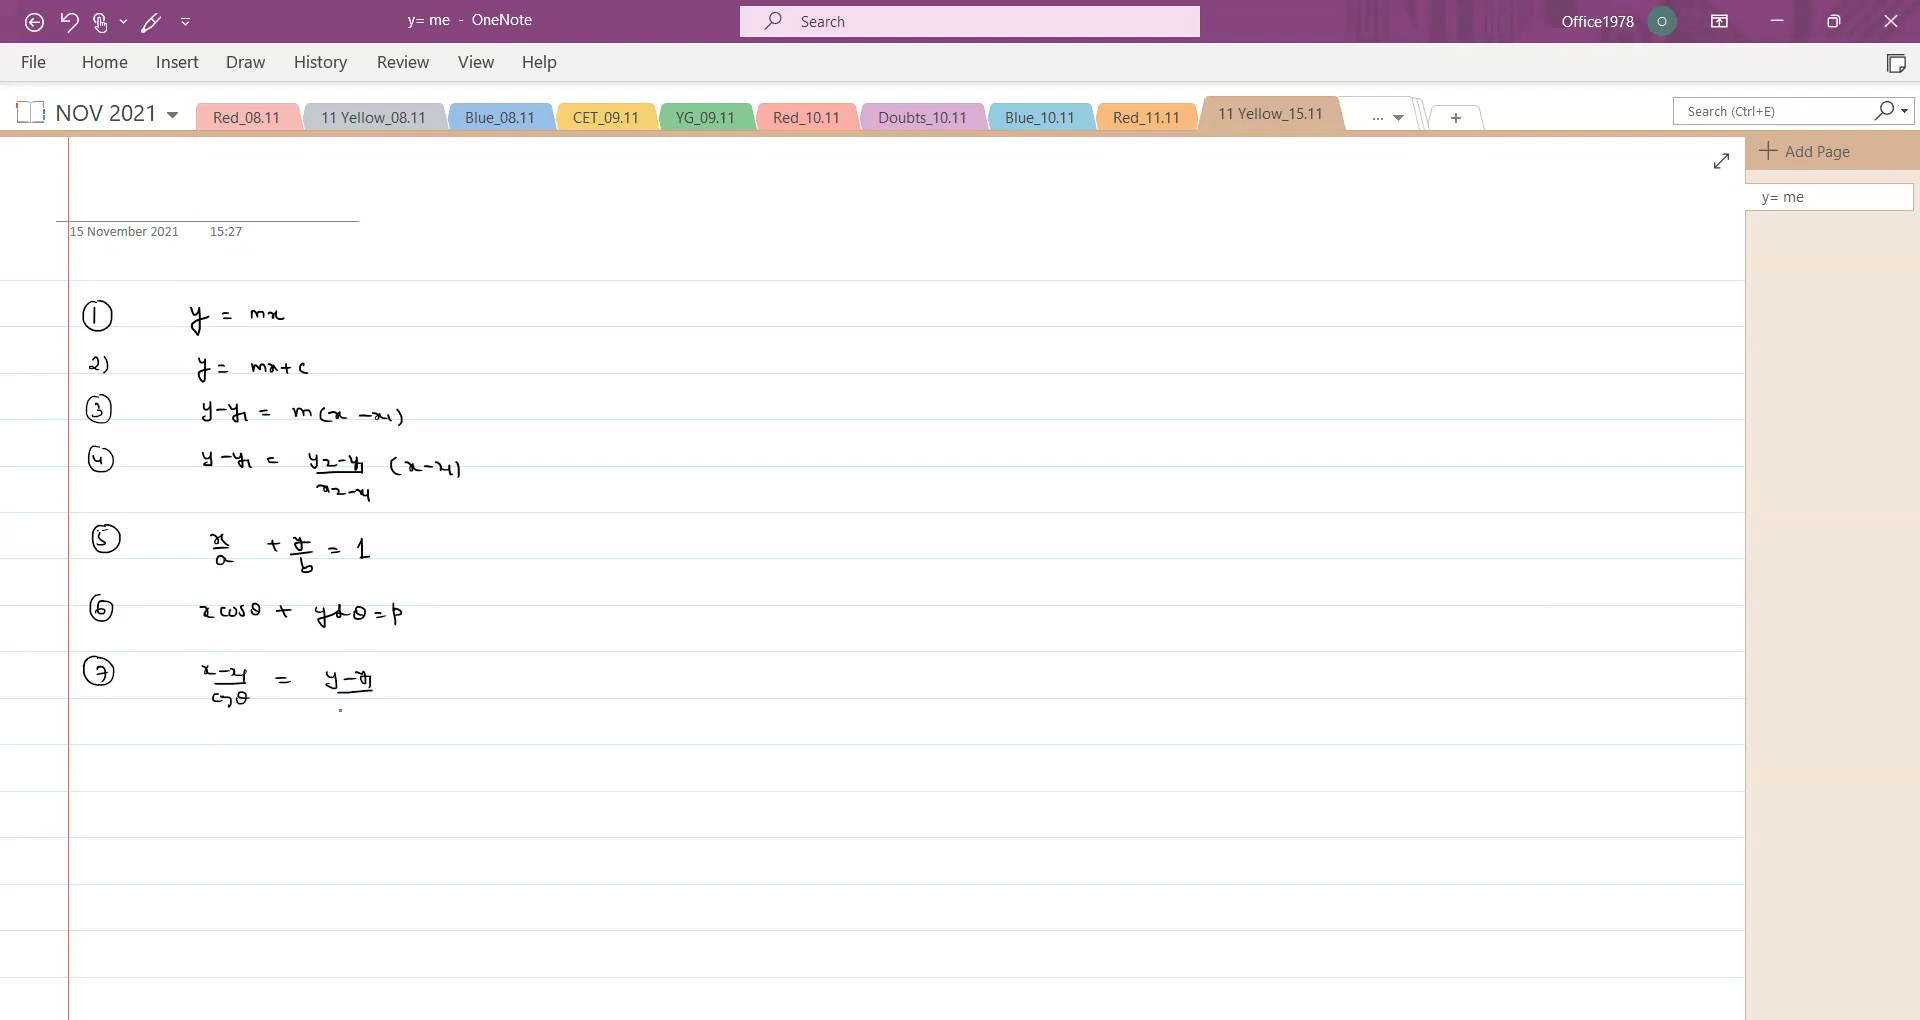 y= me - OneNote
Search
Office1978 O
File Home Insert Draw History Review View Help
NOV 2021
Red_08.11 11 Yellow_08.11 Blue_08.11 CET_09.11 YG_09.11 Red_10.11 Doubts_10.11 Blue_10.11 Red_11.11 11 Yellow_15.11 ... +
Search (Ctrl+E)
Add Page
y= me
15 November 2021 15:27
① y = mx
2) y = mx+c
③ y-y₁ = m(x-x₁)
④ y-y₁ = (y₂-y₁)/(x₂-x₁) (x-x₁)
⑤ x/a + y/b = 1
⑥ x cosθ + y θ = p
⑦ (x-x₁)/cosθ = y-y₁